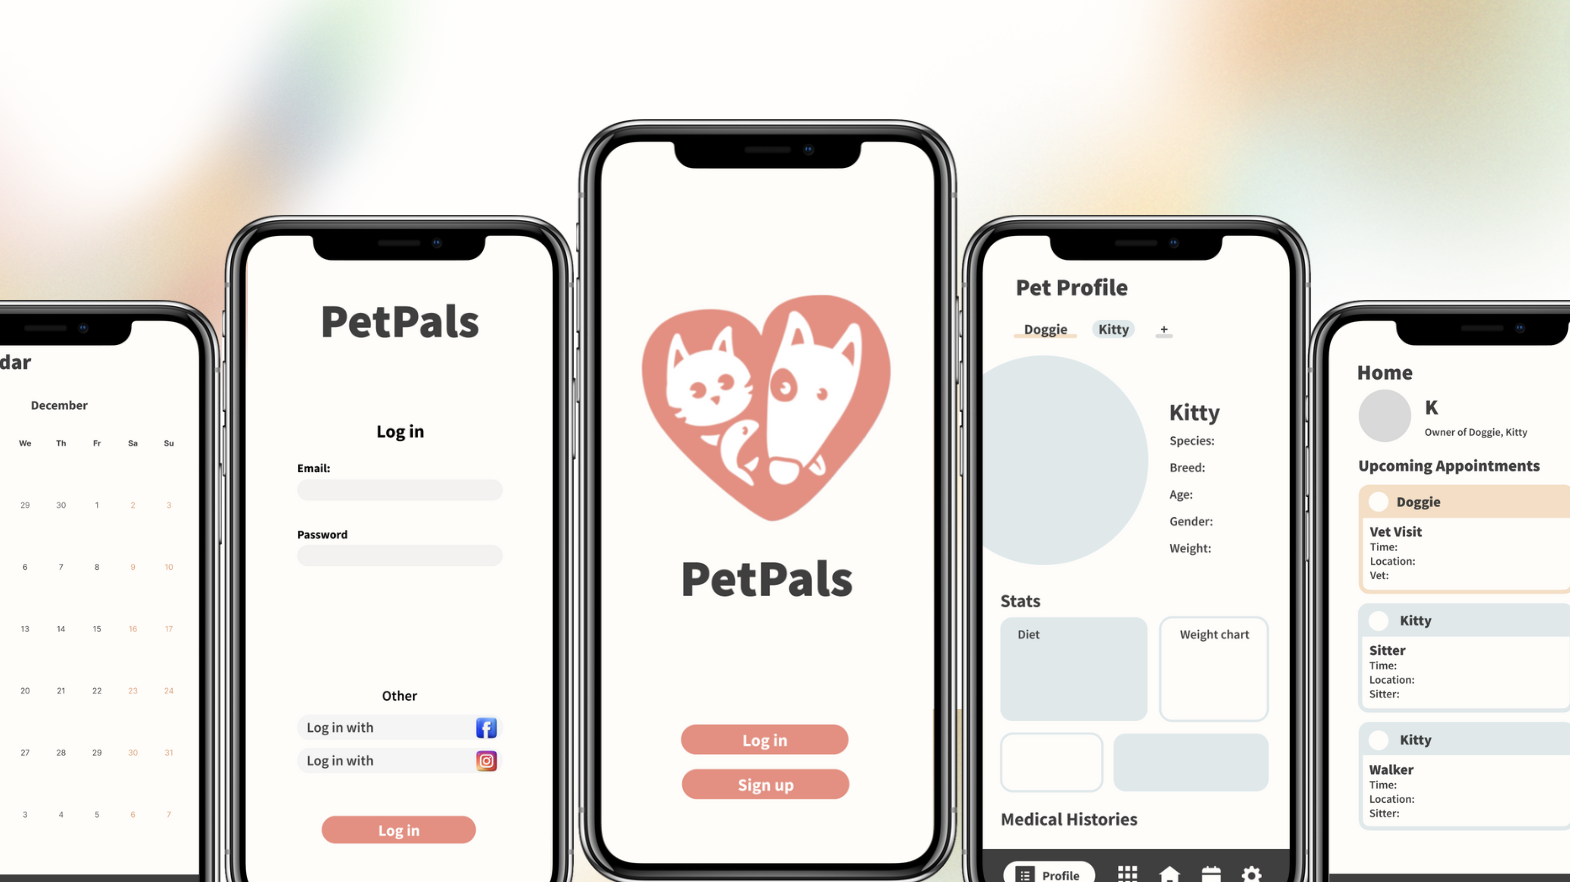 dar
December
We Th Fr Sa Su
29 30 1 2 3
6 7 8 9 10
13 14 15 16 17
20 21 22 23 24
27 28 29 30 31
3 4 5 6 7
PetPals
Log in
Email:
Password
Other
Log in with
Log in with
Log in
PetPals
Log in
Sign up
Pet Profile
Doggie Kitty +
Kitty
Species:
Breed:
Age:
Gender:
Weight:
Stats
Diet
Weight chart
Medical Histories
Profile
Home
K
Owner of Doggie, Kitty
Upcoming Appointments
Doggie
Vet Visit
Time:
Location:
Vet:
Kitty
Sitter
Time:
Location:
Sitter:
Kitty
Walker
Time:
Location:
Sitter: